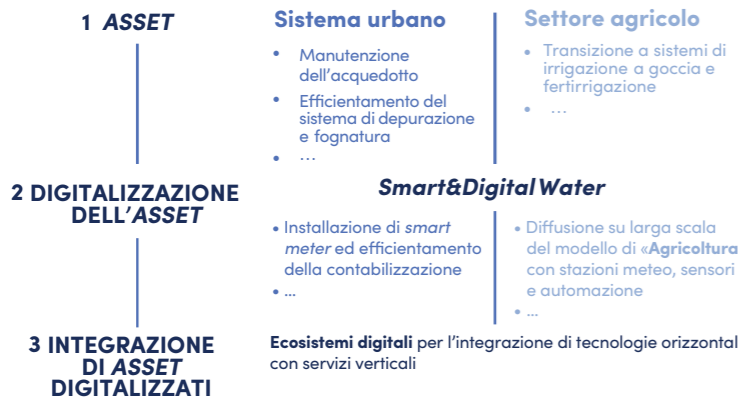 1 ASSET
Sistema urbano
• Manutenzione
dell'acquedotto
• Efficientamento del
sistema di depurazione
e fognatura
• …
Settore agricolo
• Transizione a sistemi di
irrigazione a goccia e
fertirrigazione
• …
2 DIGITALIZZAZIONE
DELL'ASSET
Smart&Digital Water
• Installazione di smart
meter ed efficientamento
della contabilizzazione
• ...
• Diffusione su larga scala
del modello di «Agricoltura
con stazioni meteo, sensori
e automazione
• ...
3 INTEGRAZIONE
DI ASSET
DIGITALIZZATI
Ecosistemi digitali per l'integrazione di tecnologie orizzontal
con servizi verticali